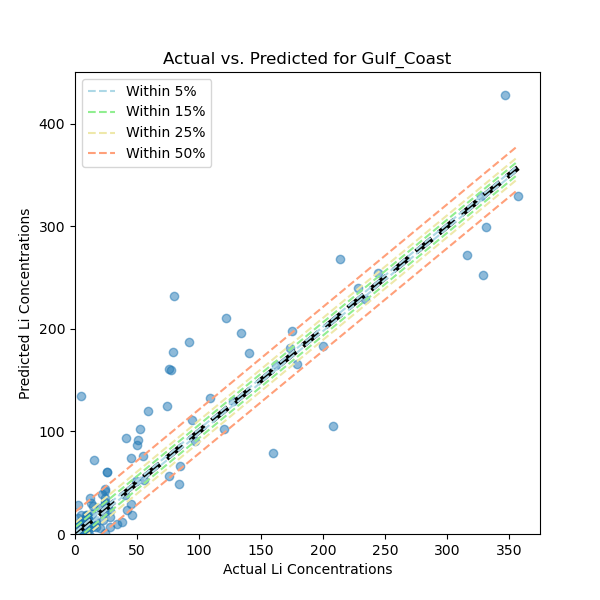 Actual vs. Predicted for Gulf_Coast
Within 5%
Within 15%
Within 25%
Within 50%
400
300
200
100
0
Predicted Li Concentrations
0 50 100 150 200 250 300 350
Actual Li Concentrations